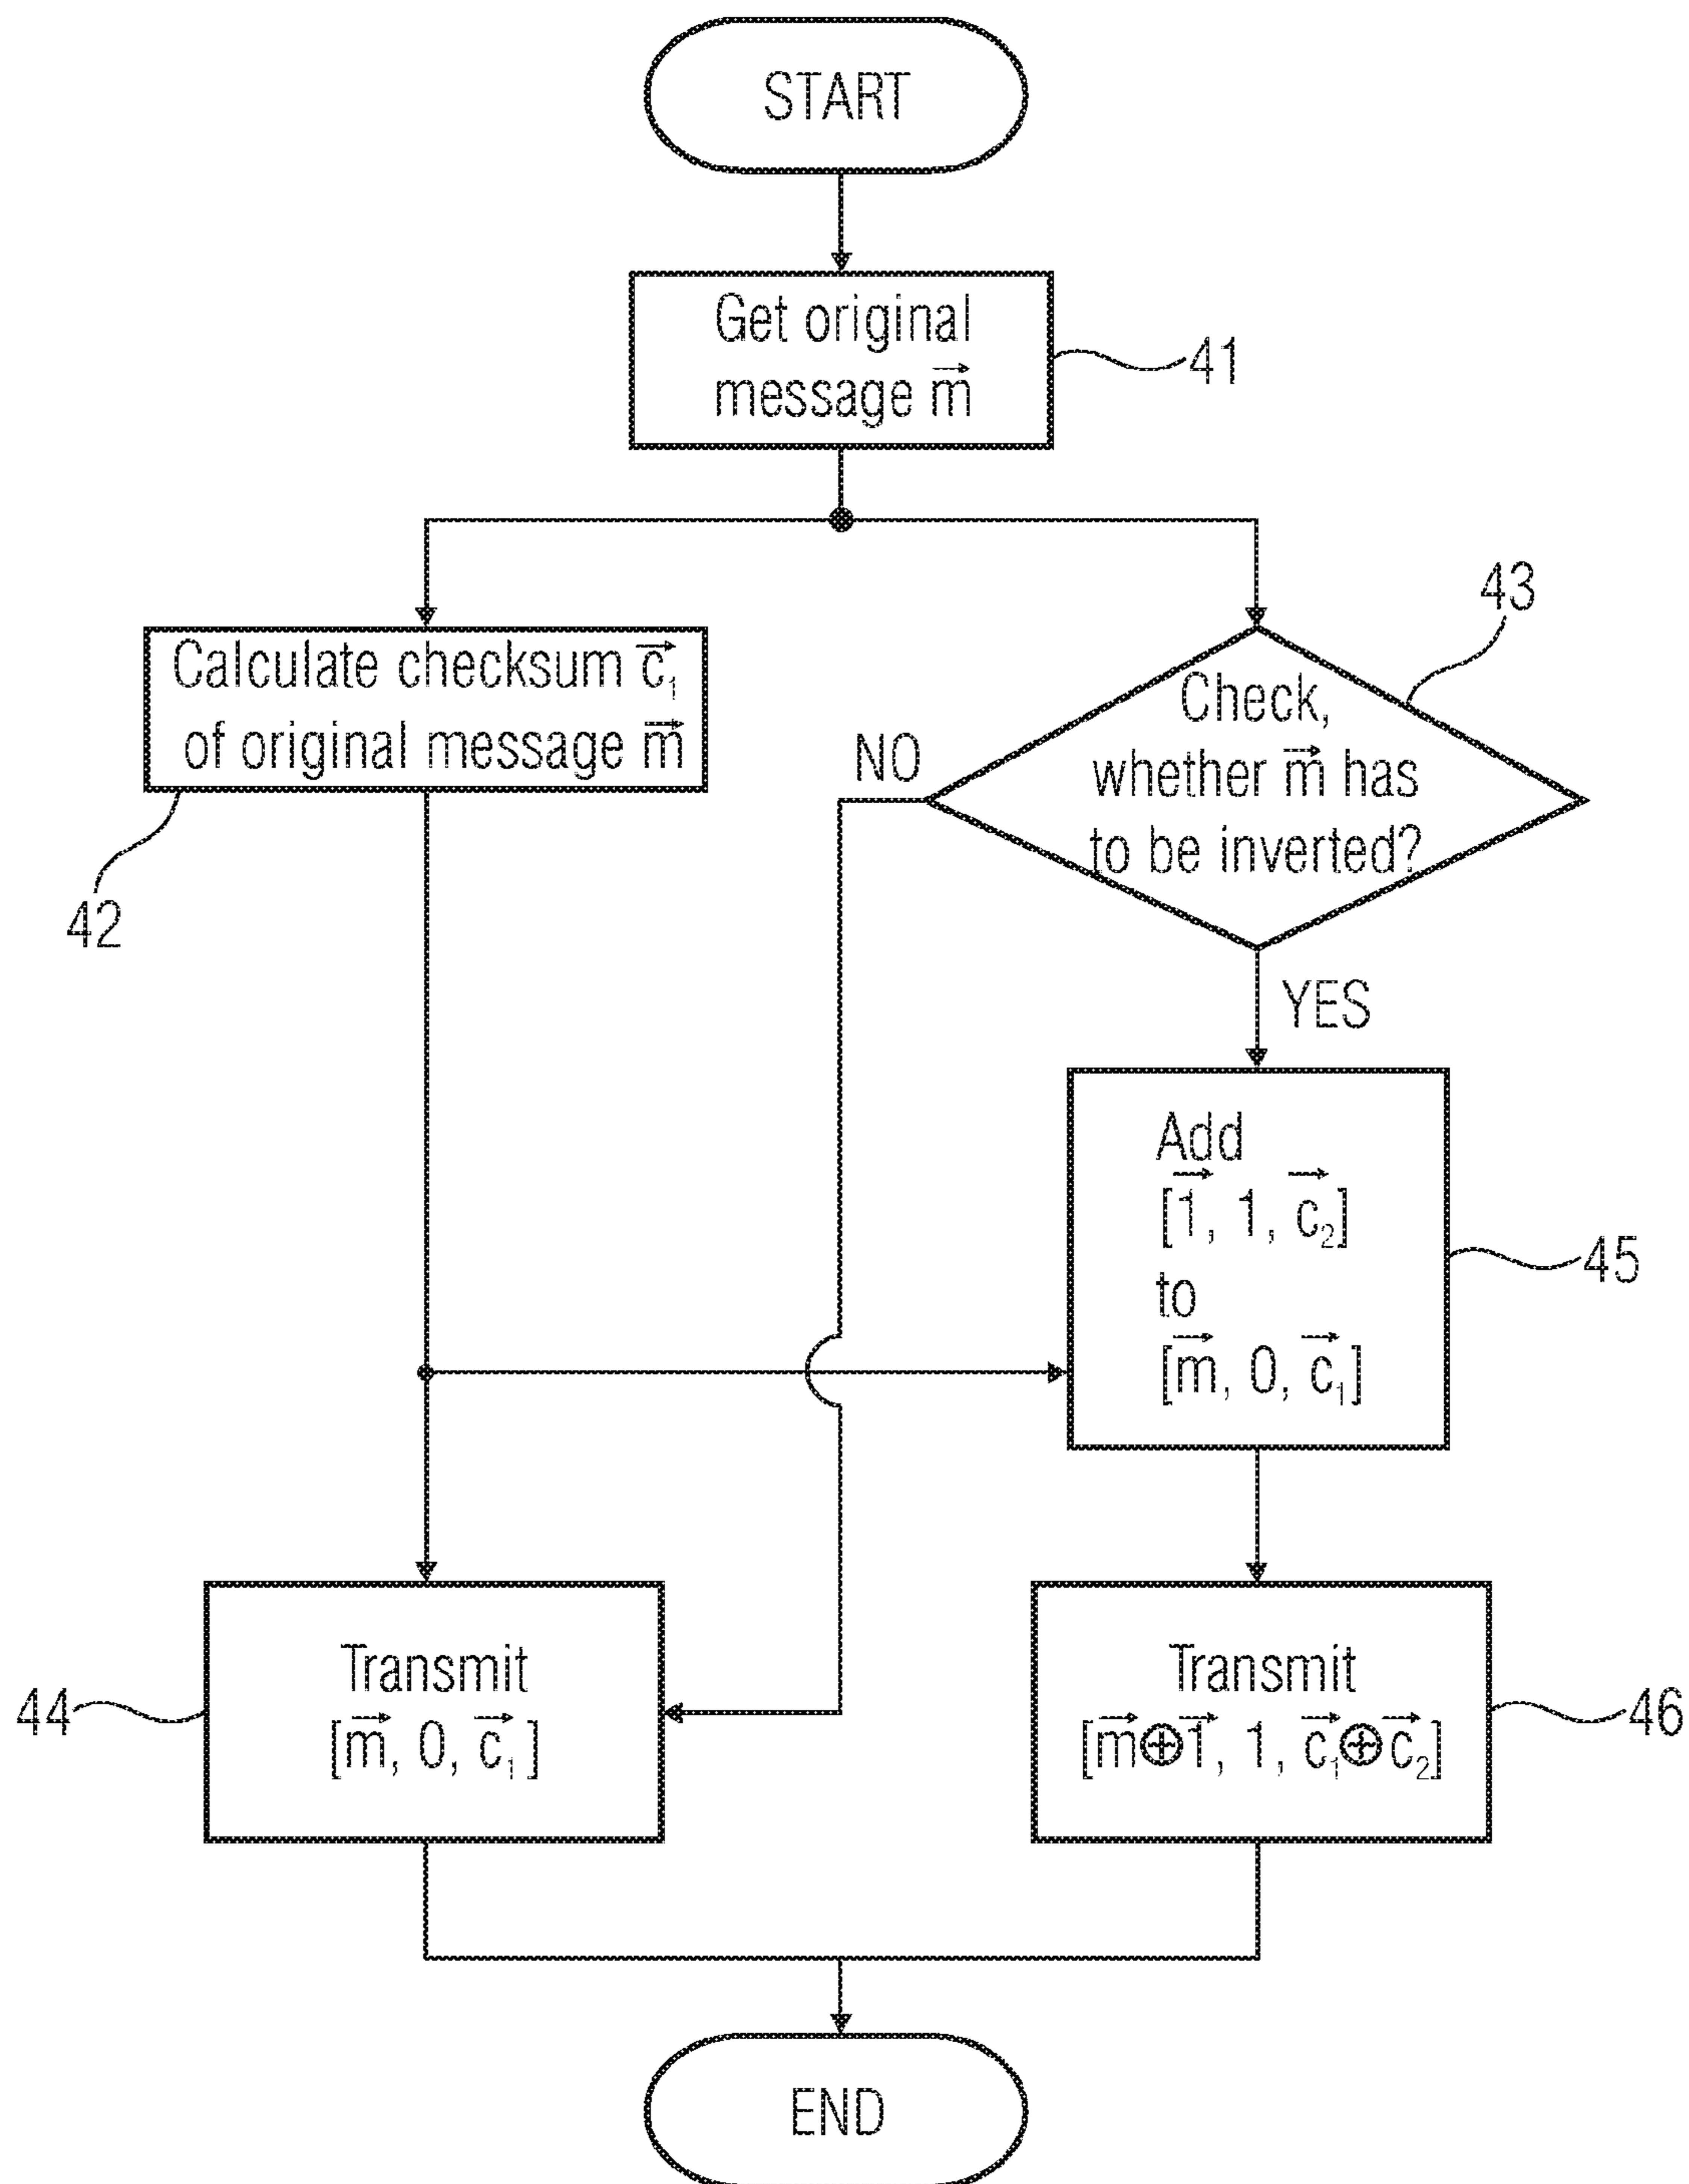 START
Get original
message m⃗
41
Calculate checksum c⃗₁
of original message m⃗
42
43
Check,
whether m⃗ has
to be inverted?
NO
YES
Add
[1⃗, 1, c⃗₂]
to
[m⃗, 0, c⃗₁]
45
Transmit
[m⃗, 0, c⃗₁]
44
Transmit
[m⃗⊕1⃗, 1, c⃗₁⊕c⃗₂]
46
END